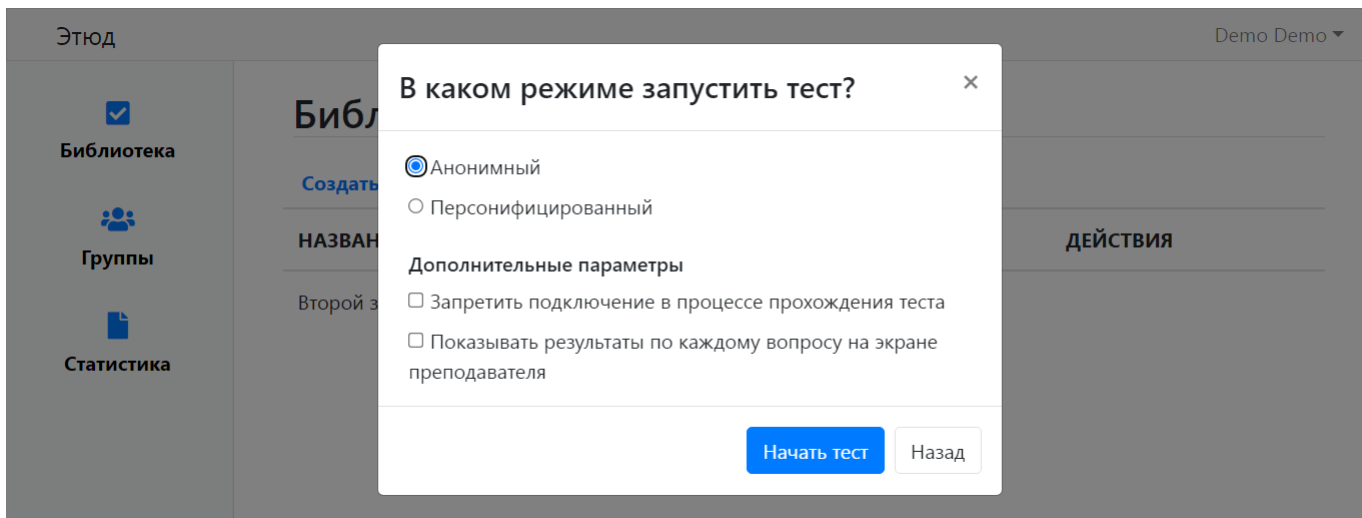 Этюд
Demo Demo
Библиотека
Группы
Статистика
Библ
Создать
НАЗВАН
ДЕЙСТВИЯ
Второй з
В каком режиме запустить тест?
×
Анонимный
Персонифицированный
Дополнительные параметры
Запретить подключение в процессе прохождения теста
Показывать результаты по каждому вопросу на экране
преподавателя
Начать тест
Назад